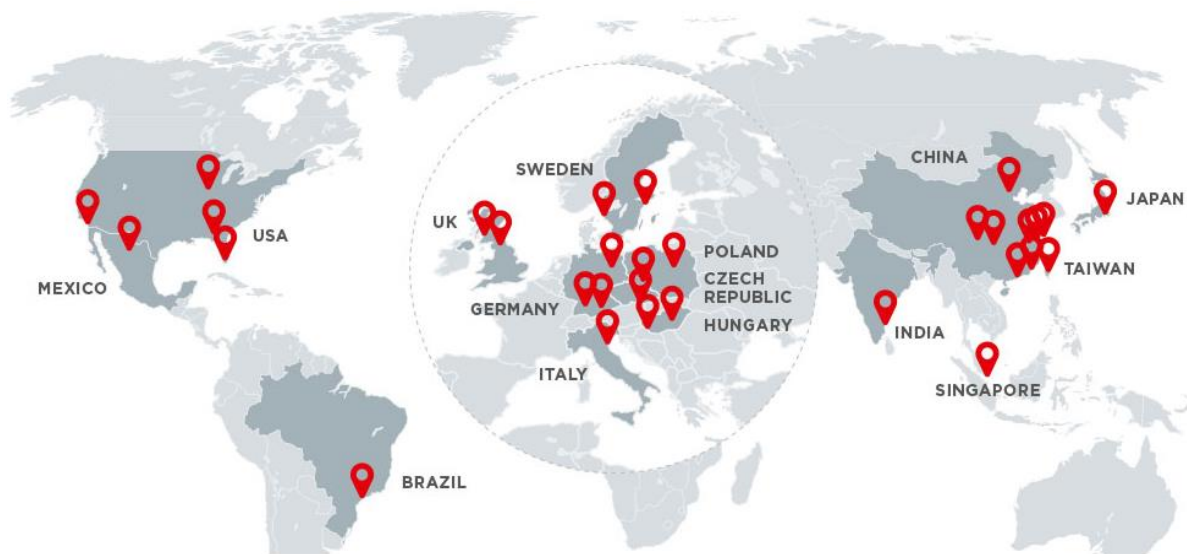 SWEDEN
CHINA
JAPAN
UK
USA
POLAND
TAIWAN
CZECH
REPUBLIC
MEXICO
GERMANY
HUNGARY
INDIA
ITALY
SINGAPORE
BRAZIL